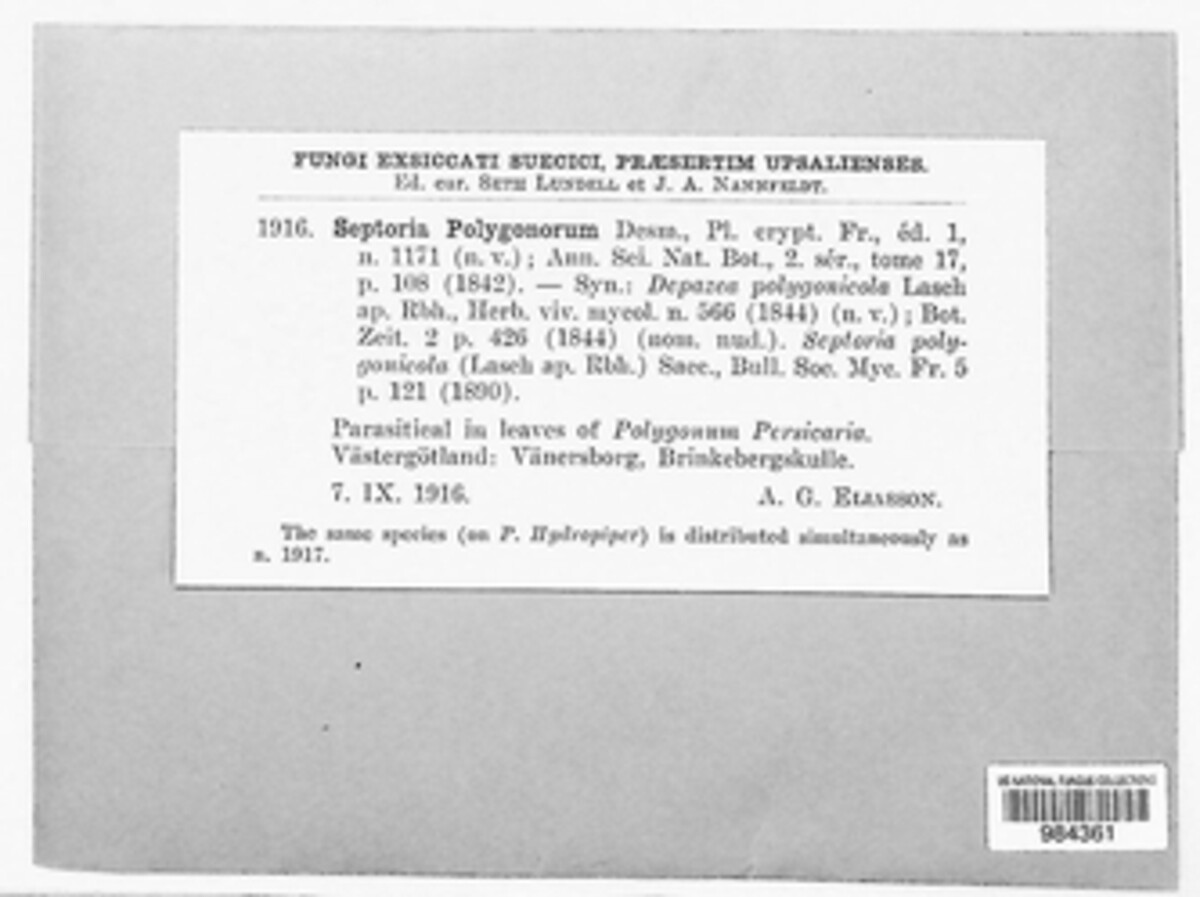 FUNGI EXSICCATI SUECICI, PRÆSERTIM UPSALIENSES.
Ed. cur. SETH LUNDELL et J. A. NANNFELDT.
1916. Septoria Polygonorum Desm., Pl. crypt. Fr., éd. 1,
n. 1171 (n. v.); Ann. Sci. Nat. Bot., 2. sér., tome 17,
p. 108 (1842). — Syn.: Depazea polygonicola Lasch
ap. Rbh., Herb. viv. mycol. n. 566 (1844) (n. v.); Bot.
Zeit. 2 p. 426 (1844) (nom. nud.). Septoria poly-
gonicola (Lasch ap. Rbh.) Sacc., Bull. Soc. Myc. Fr. 5
p. 121 (1890).
Parasitical in leaves of Polygonum Persicaria.
Västergötland: Vänersborg, Brinkebergskulle.
7. IX. 1916. A. G. ELIASSON.
The same species (on P. Hydropiper) is distributed simultaneously as
n. 1917.
US NATIONAL FUNGUS COLLECTIONS
984361